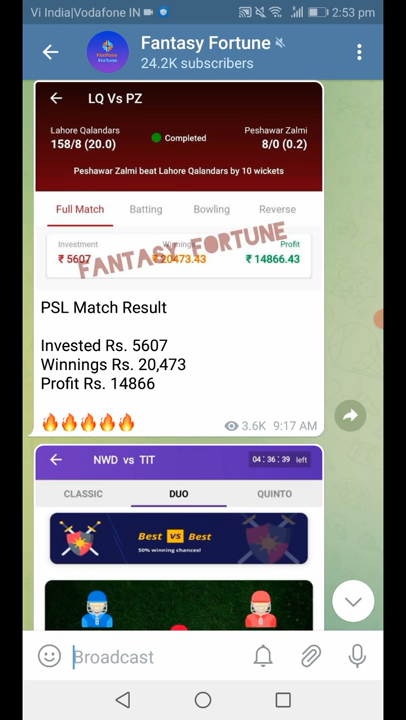 Vi India|Vodafone IN 2:53 pm
Fantasy Fortune
24.2K subscribers
LQ Vs PZ
Lahore Qalandars Peshawar Zalmi
158/8 (20.0) Completed 8/0 (0.2)
Peshawar Zalmi beat Lahore Qalandars by 10 wickets
Full Match Batting Bowling Reverse
Investment Winnings Profit
₹ 5607 ₹ 20473.43 ₹ 14866.43
FANTASY FORTUNE
PSL Match Result
Invested Rs. 5607
Winnings Rs. 20,473
Profit Rs. 14866
3.6K 9:17 AM
NWD vs TIT 04:36:39 left
CLASSIC DUO QUINTO
Best vs Best
50% winning chances!
Broadcast